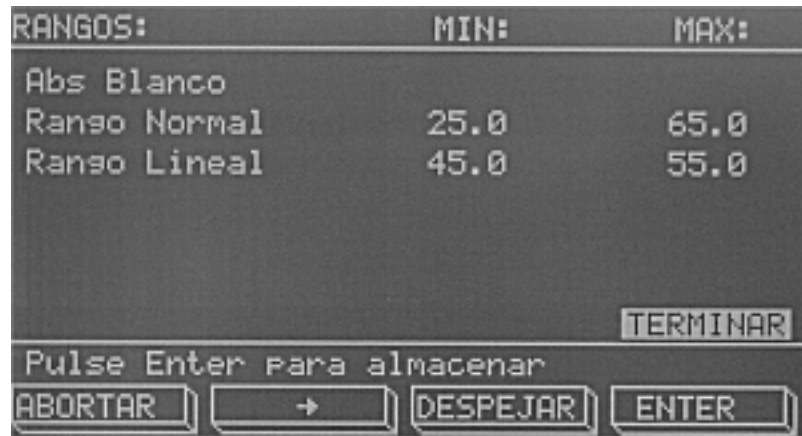 RANGOS: MIN: MAX:
Abs Blanco
Rango Normal 25.0 65.0
Rango Lineal 45.0 55.0
TERMINAR
Pulse Enter para almacenar
ABORTAR → DESPEJAR ENTER